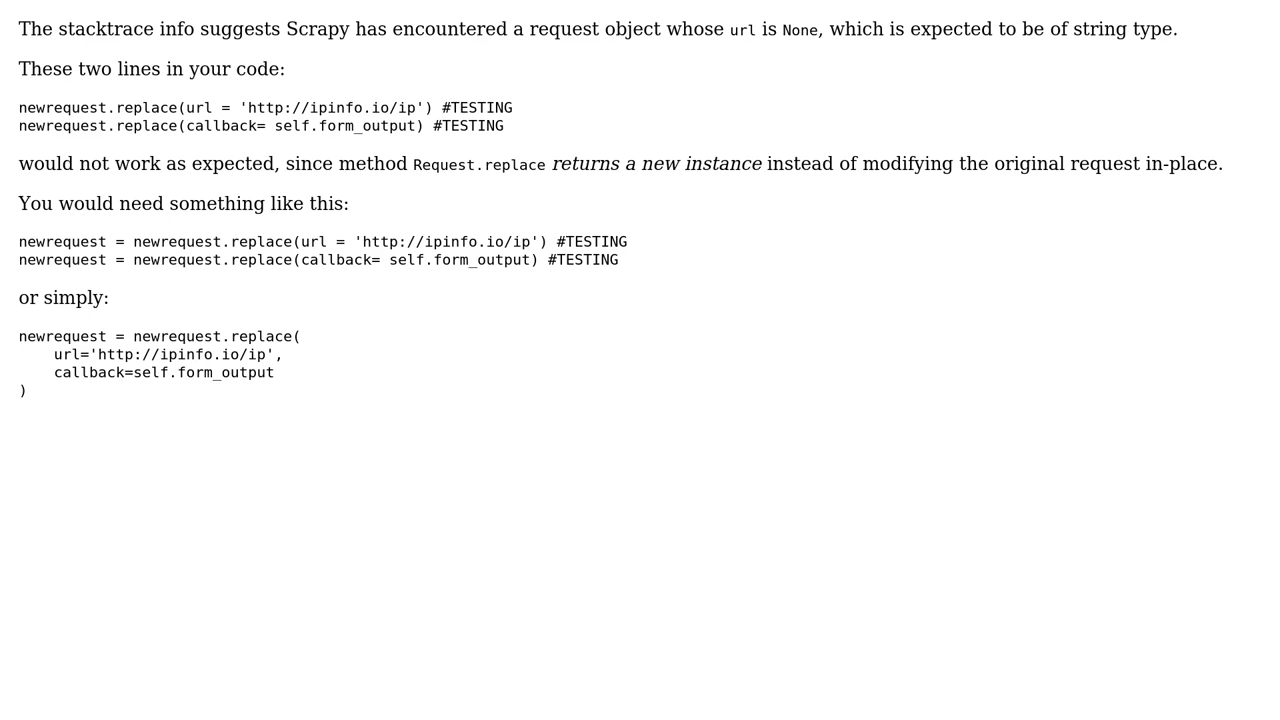 The stacktrace info suggests Scrapy has encountered a request object whose url is None, which is expected to be of string type.
These two lines in your code:
newrequest.replace(url = 'http://ipinfo.io/ip') #TESTING
newrequest.replace(callback= self.form_output) #TESTING
would not work as expected, since method Request.replace returns a new instance instead of modifying the original request in-place.
You would need something like this:
newrequest = newrequest.replace(url = 'http://ipinfo.io/ip') #TESTING
newrequest = newrequest.replace(callback= self.form_output) #TESTING
or simply:
newrequest = newrequest.replace(
    url='http://ipinfo.io/ip',
    callback=self.form_output
)